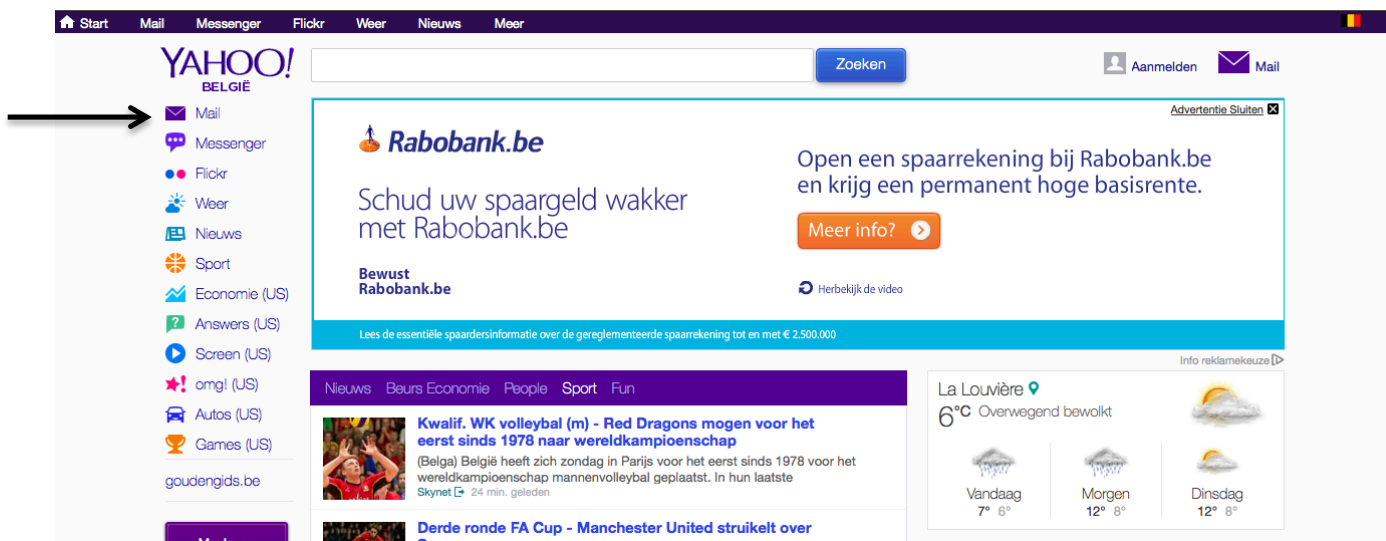 Start Mail Messenger Flickr Weer Nieuws Meer
YAHOO!
BELGIË
Zoeken
Aanmelden
Mail
Mail
Messenger
Flickr
Weer
Nieuws
Sport
Economie (US)
Answers (US)
Screen (US)
omg! (US)
Autos (US)
Games (US)
goudengids.be
Advertentie Sluiten
Rabobank.be
Schud uw spaargeld wakker
met Rabobank.be
Bewust
Rabobank.be
Open een spaarrekening bij Rabobank.be
en krijg een permanent hoge basisrente.
Meer info?
Herbekijk de video
Lees de essentiële spaardersinformatie over de gereglementeerde spaarrekening tot en met € 2.500.000
Info reklamekeuze
Nieuws Beurs Economie People Sport Fun
Kwalif. WK volleybal (m) - Red Dragons mogen voor het
eerst sinds 1978 naar wereldkampioenschap
(Belga) België heeft zich zondag in Parijs voor het eerst sinds 1978 voor het
wereldkampioenschap mannenvolleybal geplaatst. In hun laatste
Skynet 24 min. geleden
Derde ronde FA Cup - Manchester United struikelt over
La Louvière
6°C Overwegend bewolkt
Vandaag Morgen Dinsdag
7° 6° 12° 8° 12° 8°